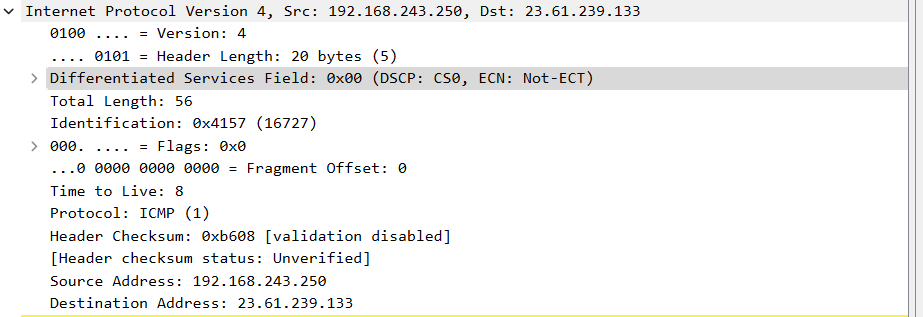 Internet Protocol Version 4, Src: 192.168.243.250, Dst: 23.61.239.133
0100 .... = Version: 4
.... 0101 = Header Length: 20 bytes (5)
Differentiated Services Field: 0x00 (DSCP: CS0, ECN: Not-ECT)
Total Length: 56
Identification: 0x4157 (16727)
000. .... = Flags: 0x0
...0 0000 0000 0000 = Fragment Offset: 0
Time to Live: 8
Protocol: ICMP (1)
Header Checksum: 0xb608 [validation disabled]
[Header checksum status: Unverified]
Source Address: 192.168.243.250
Destination Address: 23.61.239.133